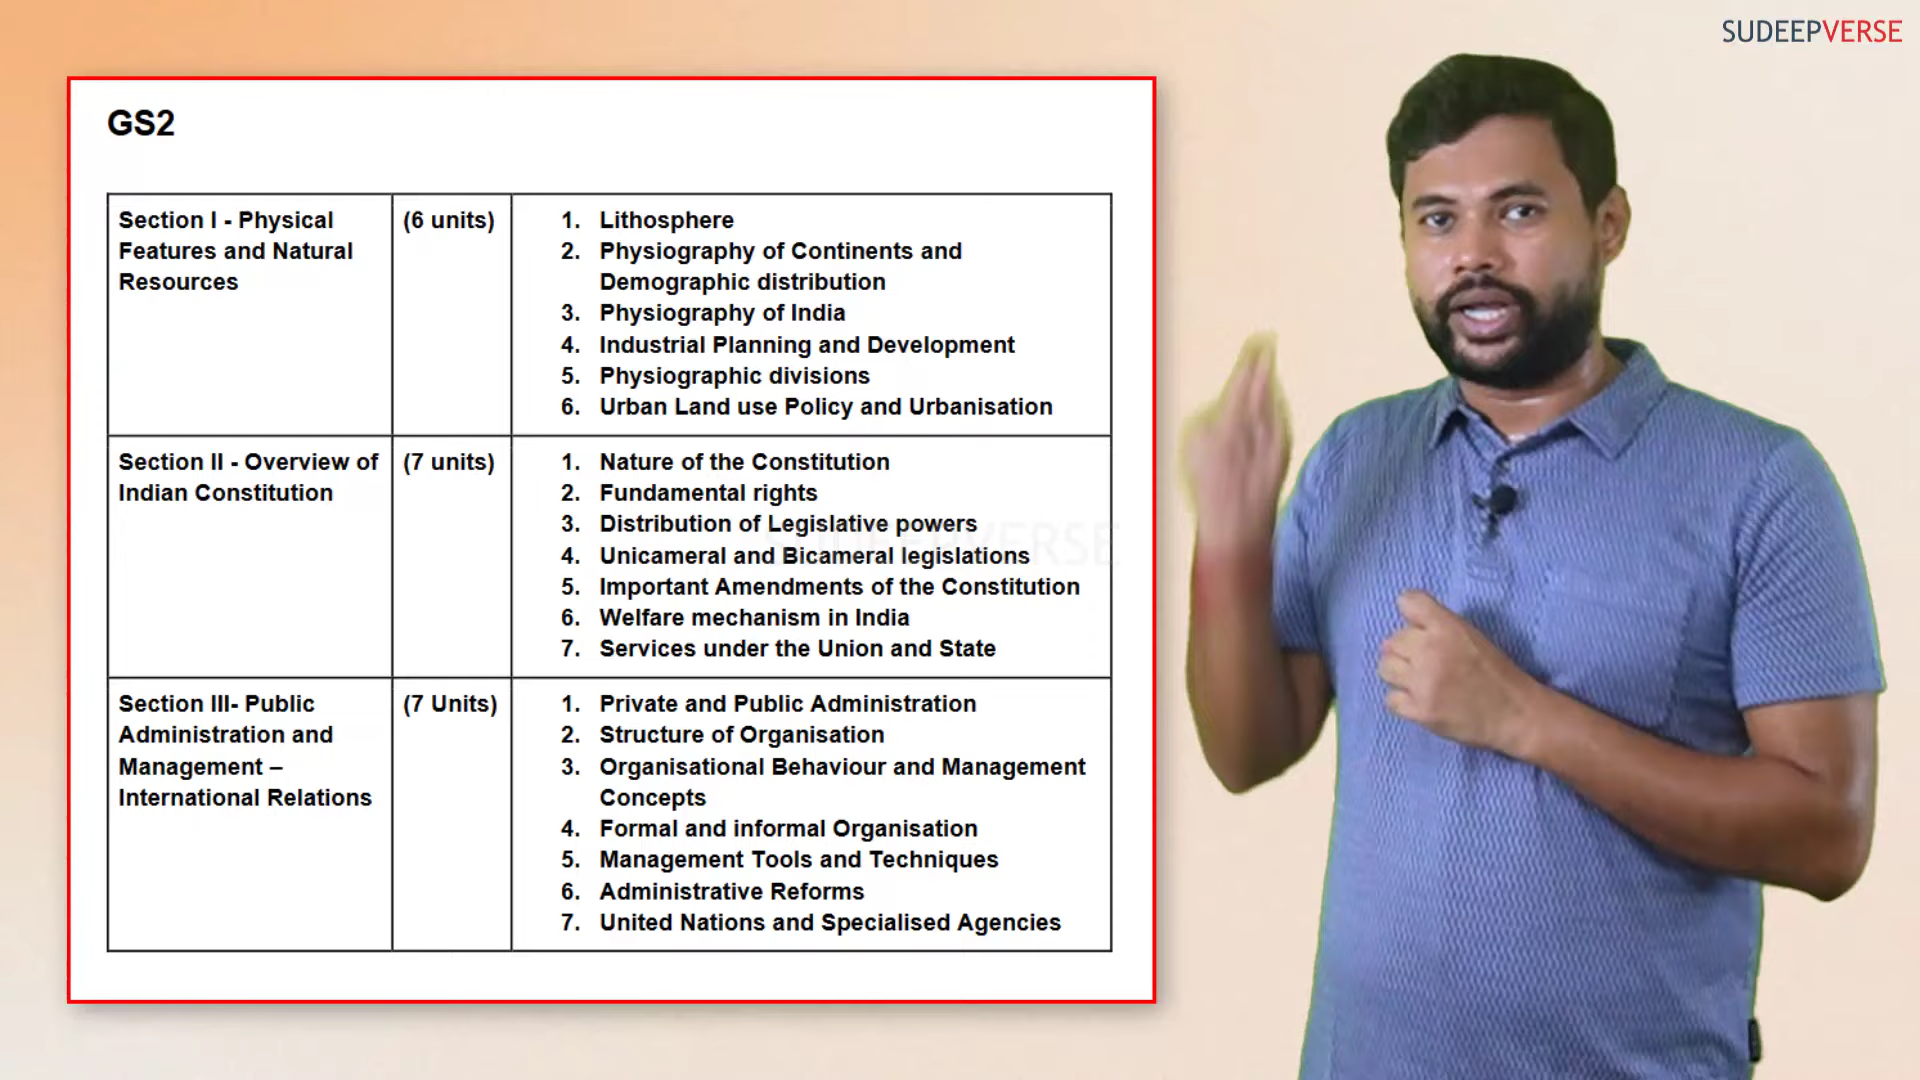 SUDEEPVERSE
GS2
Section I - Physical
Features and Natural
Resources
(6 units)
1. Lithosphere
2. Physiography of Continents and
Demographic distribution
3. Physiography of India
4. Industrial Planning and Development
5. Physiographic divisions
6. Urban Land use Policy and Urbanisation
Section II - Overview of
Indian Constitution
(7 units)
1. Nature of the Constitution
2. Fundamental rights
3. Distribution of Legislative powers
4. Unicameral and Bicameral legislations
5. Important Amendments of the Constitution
6. Welfare mechanism in India
7. Services under the Union and State
SUDEEPVERSE
Section III- Public
Administration and
Management –
International Relations
(7 Units)
1. Private and Public Administration
2. Structure of Organisation
3. Organisational Behaviour and Management
Concepts
4. Formal and informal Organisation
5. Management Tools and Techniques
6. Administrative Reforms
7. United Nations and Specialised Agencies